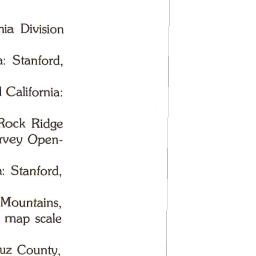 nia Division
a: Stanford,
l California:
Rock Ridge
rvey Open-
a: Stanford,
Mountains,
map scale
uz County,